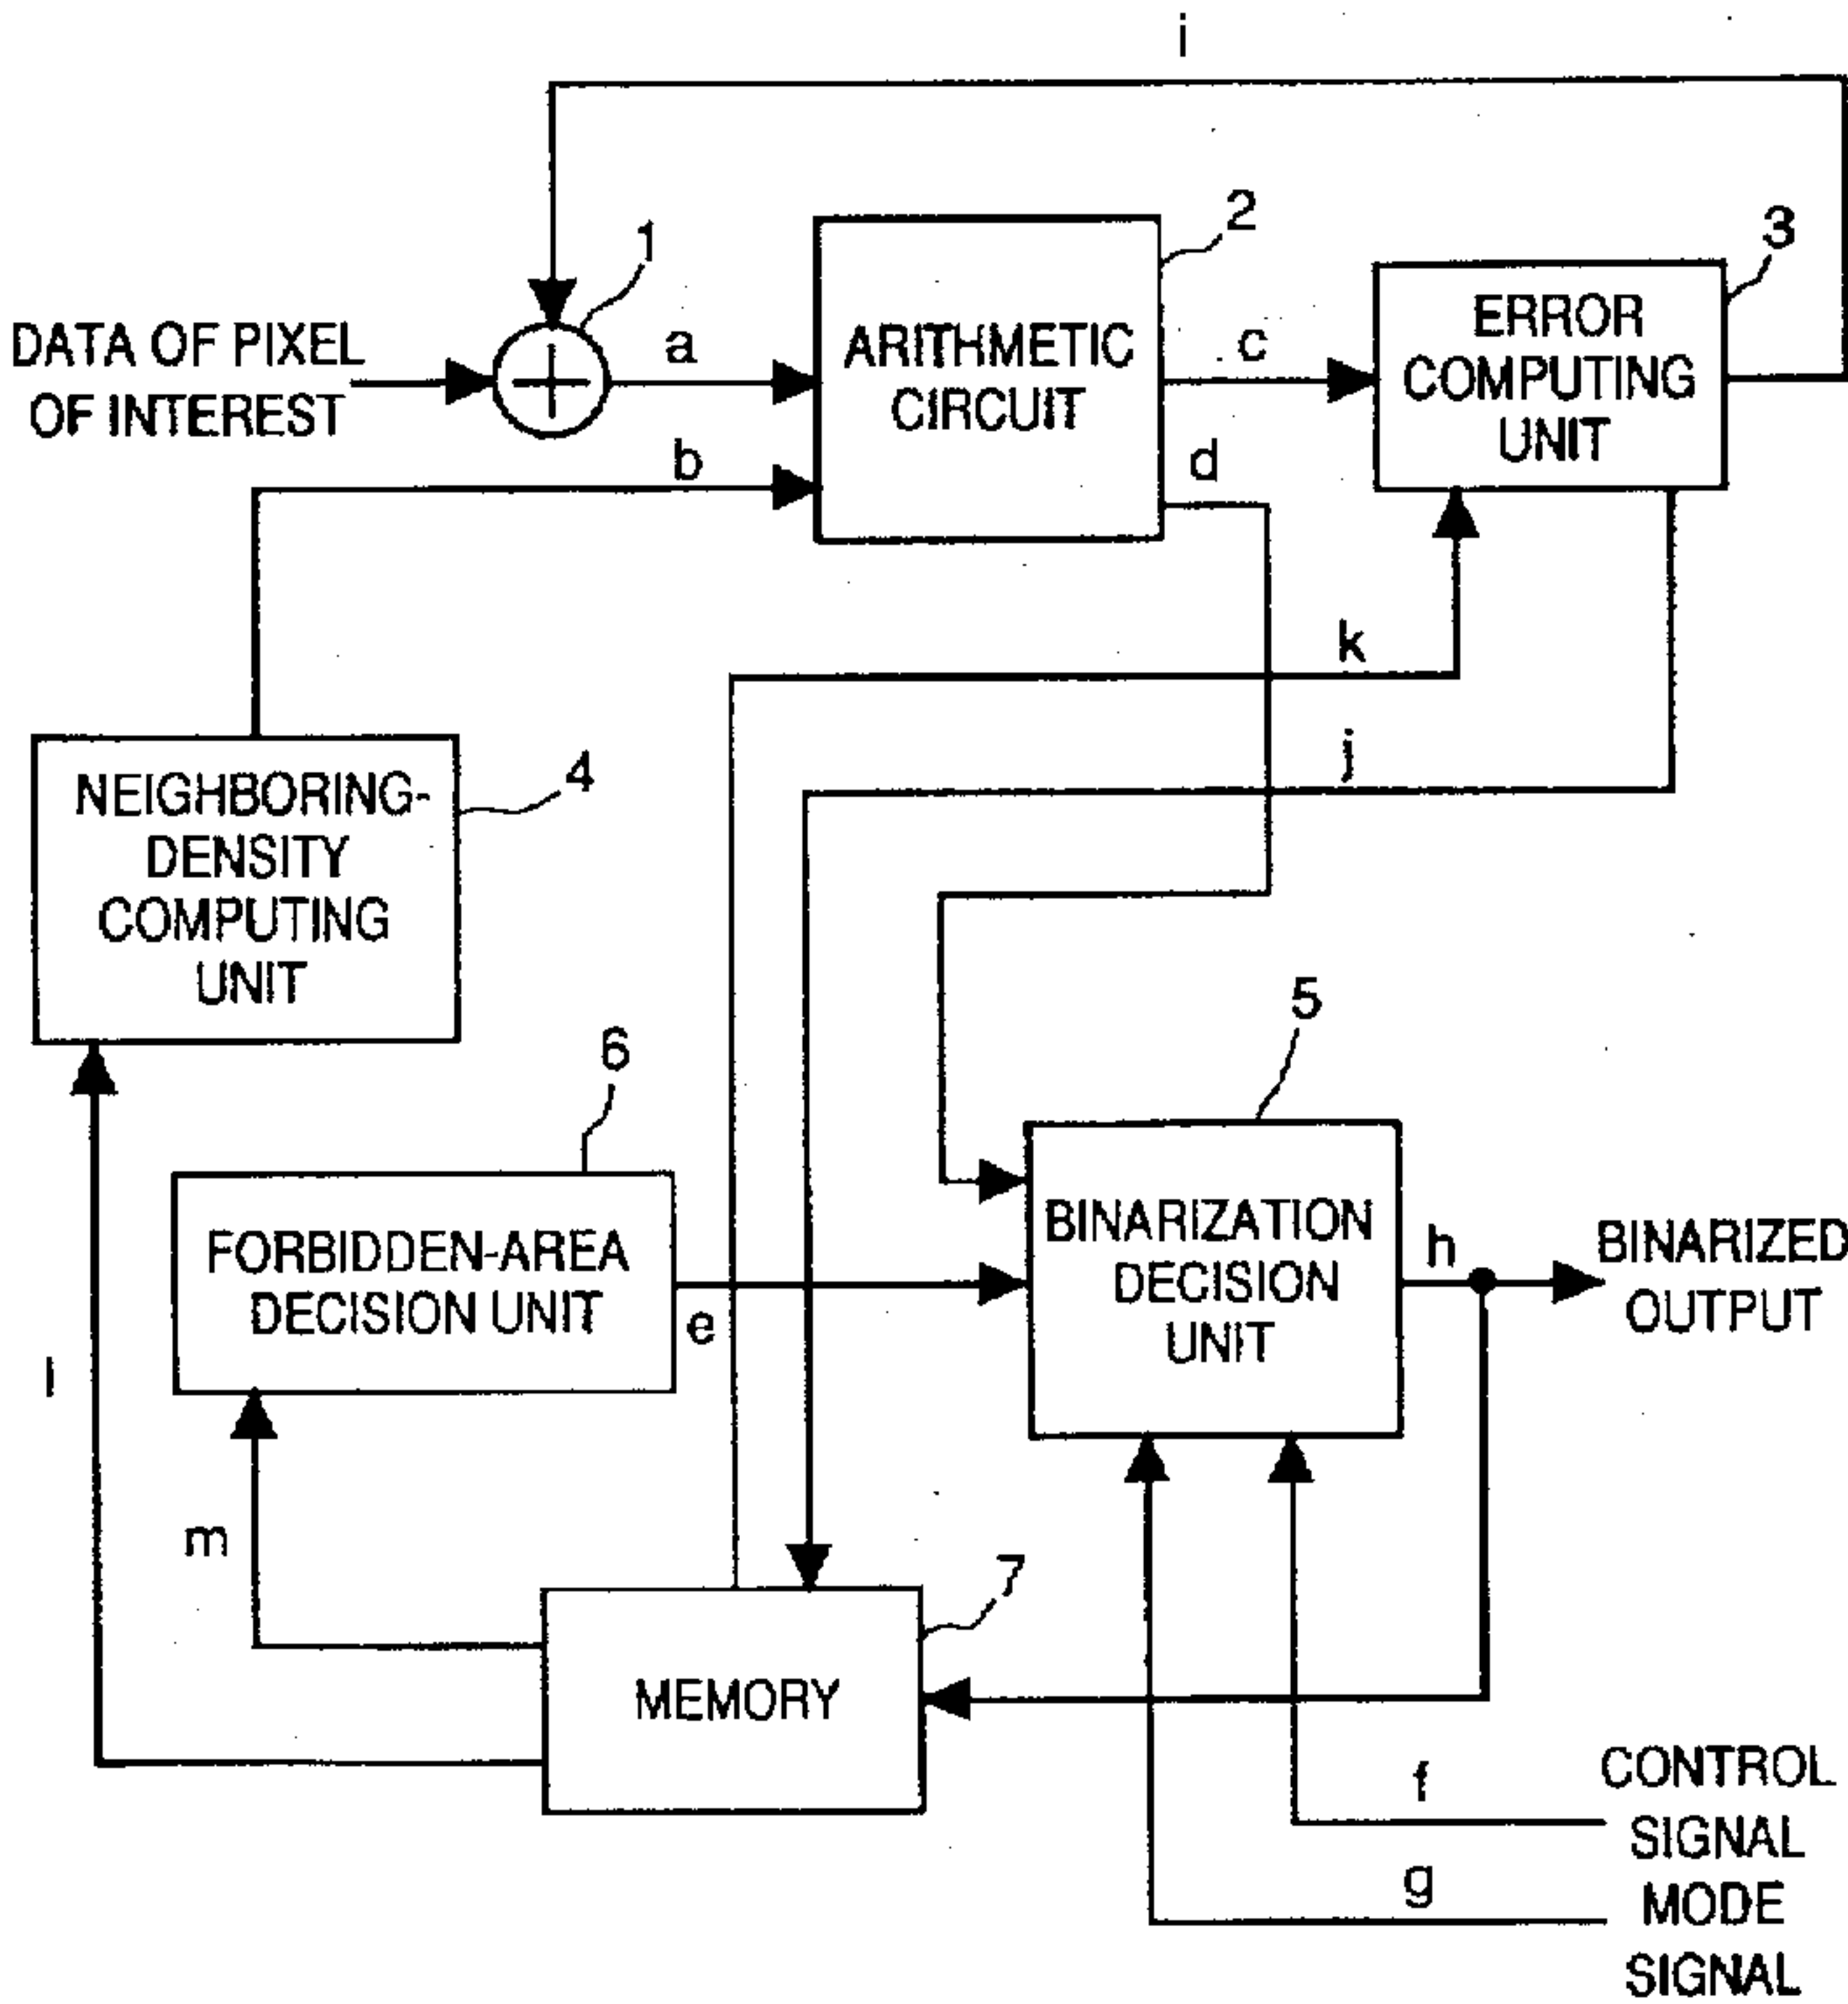 i
1
2
3
DATA OF PIXEL
OF INTEREST
a
b
ARITHMETIC
CIRCUIT
c
d
ERROR
COMPUTING
UNIT
k
j
NEIGHBORING-
DENSITY
COMPUTING
UNIT
4
5
6
FORBIDDEN-AREA
DECISION UNIT
e
BINARIZATION
DECISION
UNIT
h
BINARIZED
OUTPUT
l
m
7
MEMORY
f
CONTROL
SIGNAL
g
MODE
SIGNAL